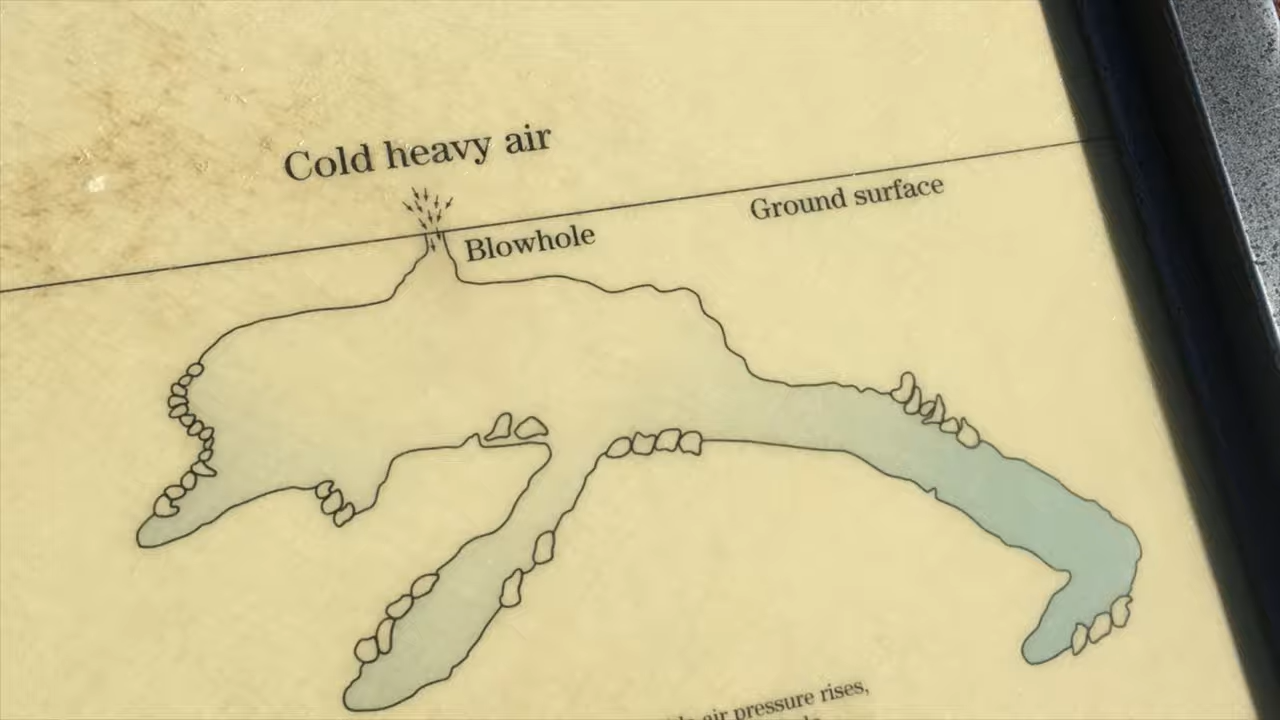 Cold heavy air
Ground surface
Blowhole
air pressure rises,